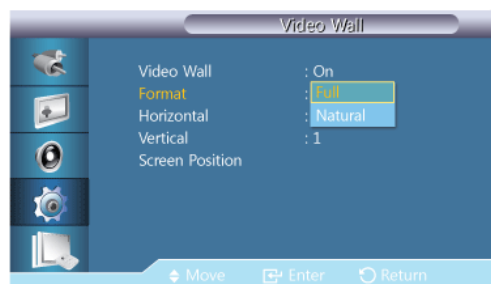 Video Wall
Video Wall : On
Format : Full
Horizontal : Natural
Vertical : 1
Screen Position
Move Enter Return